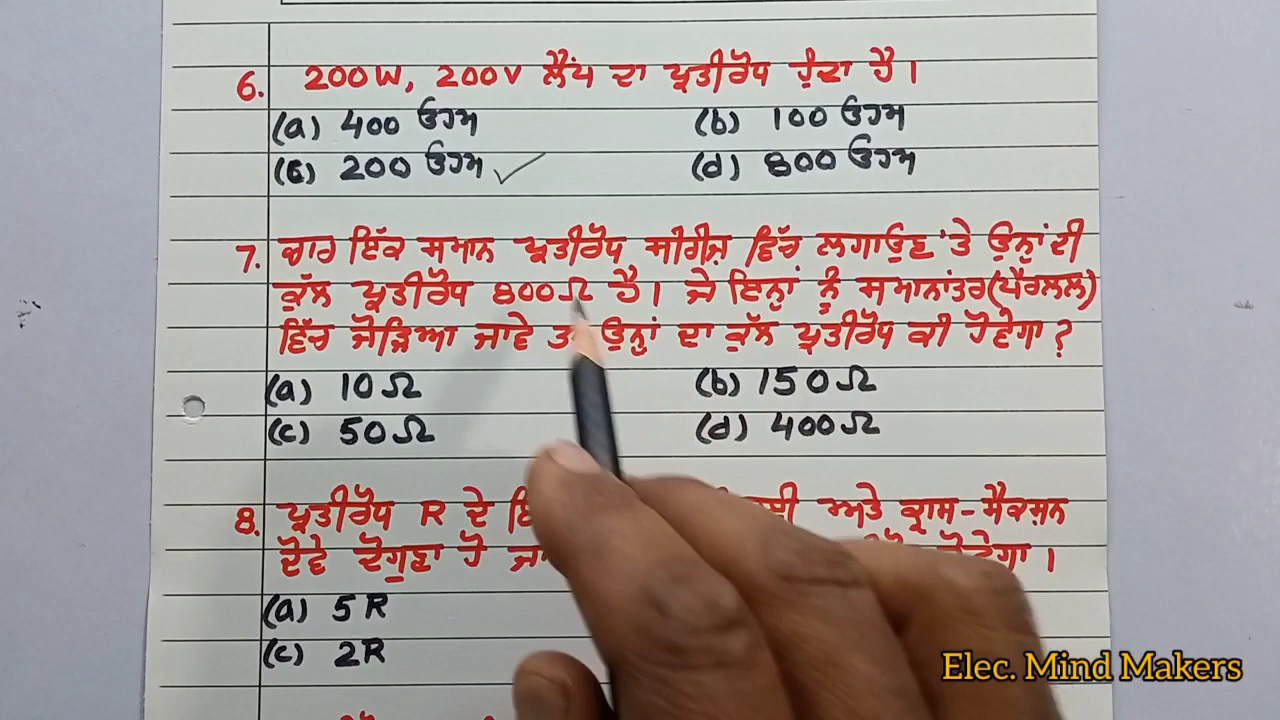 6. 200W, 200V ਲੈਂਪ ਦਾ ਪ੍ਰਤੀਰੋਧ ਹੁੰਦਾ ਹੈ।
(a) 400 ਓਹਮ (b) 100 ਓਹਮ
(c) 200 ਓਹਮ ✓ (d) 800 ਓਹਮ
7. ਚਾਰ ਇੱਕ ਸਮਾਨ ਪ੍ਰਤੀਰੋਧ ਸੀਰੀਜ਼ ਵਿੱਚ ਲਗਾਉਣ 'ਤੇ ਉਨ੍ਹਾਂ ਦੀ
ਕੁੱਲ ਪ੍ਰਤੀਰੋਧ 800Ω ਹੈ। ਜੇ ਇਨ੍ਹਾਂ ਨੂੰ ਸਮਾਨਾਂਤਰ(ਪੈਰਲਲ)
ਵਿੱਚ ਜੋੜਿਆ ਜਾਵੇ ਉਨ੍ਹਾਂ ਦਾ ਕੁੱਲ ਪ੍ਰਤੀਰੋਧ ਕੀ ਹੋਵੇਗਾ?
(a) 10Ω (b) 150Ω
(c) 50Ω (d) 400Ω
8. ਪ੍ਰਤੀਰੋਧ R ਦੇ ਅਤੇ ਕ੍ਰਾਸ-ਸੈਕਸ਼ਨ
ਦੋਵੇ ਦੋਗੁਣਾ ਹੋ
(a) 5R
(c) 2R
Elec. Mind Makers